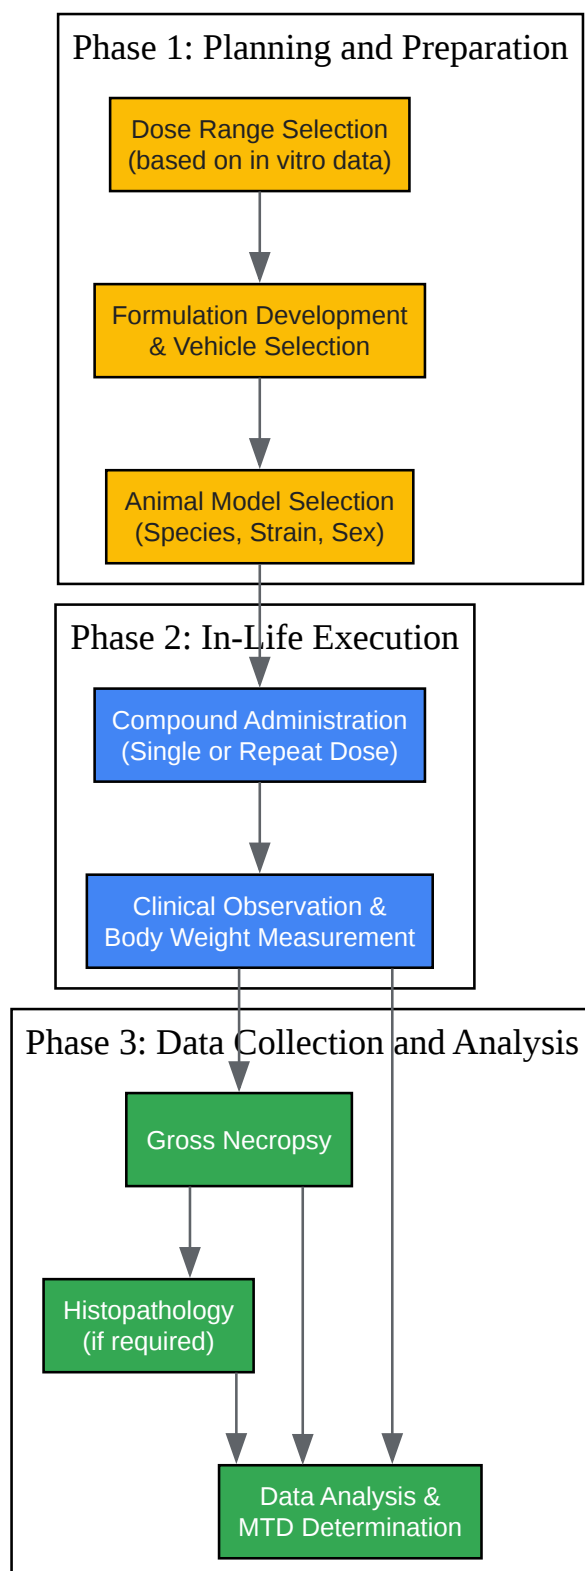 Phase 1: Planning and Preparation
Dose Range Selection
(based on in vitro data)
Formulation Development
& Vehicle Selection
Animal Model Selection
(Species, Strain, Sex)
Phase 2: In-Life Execution
Compound Administration
(Single or Repeat Dose)
Clinical Observation &
Body Weight Measurement
Phase 3: Data Collection and Analysis
Gross Necropsy
Histopathology
(if required)
Data Analysis &
MTD Determination